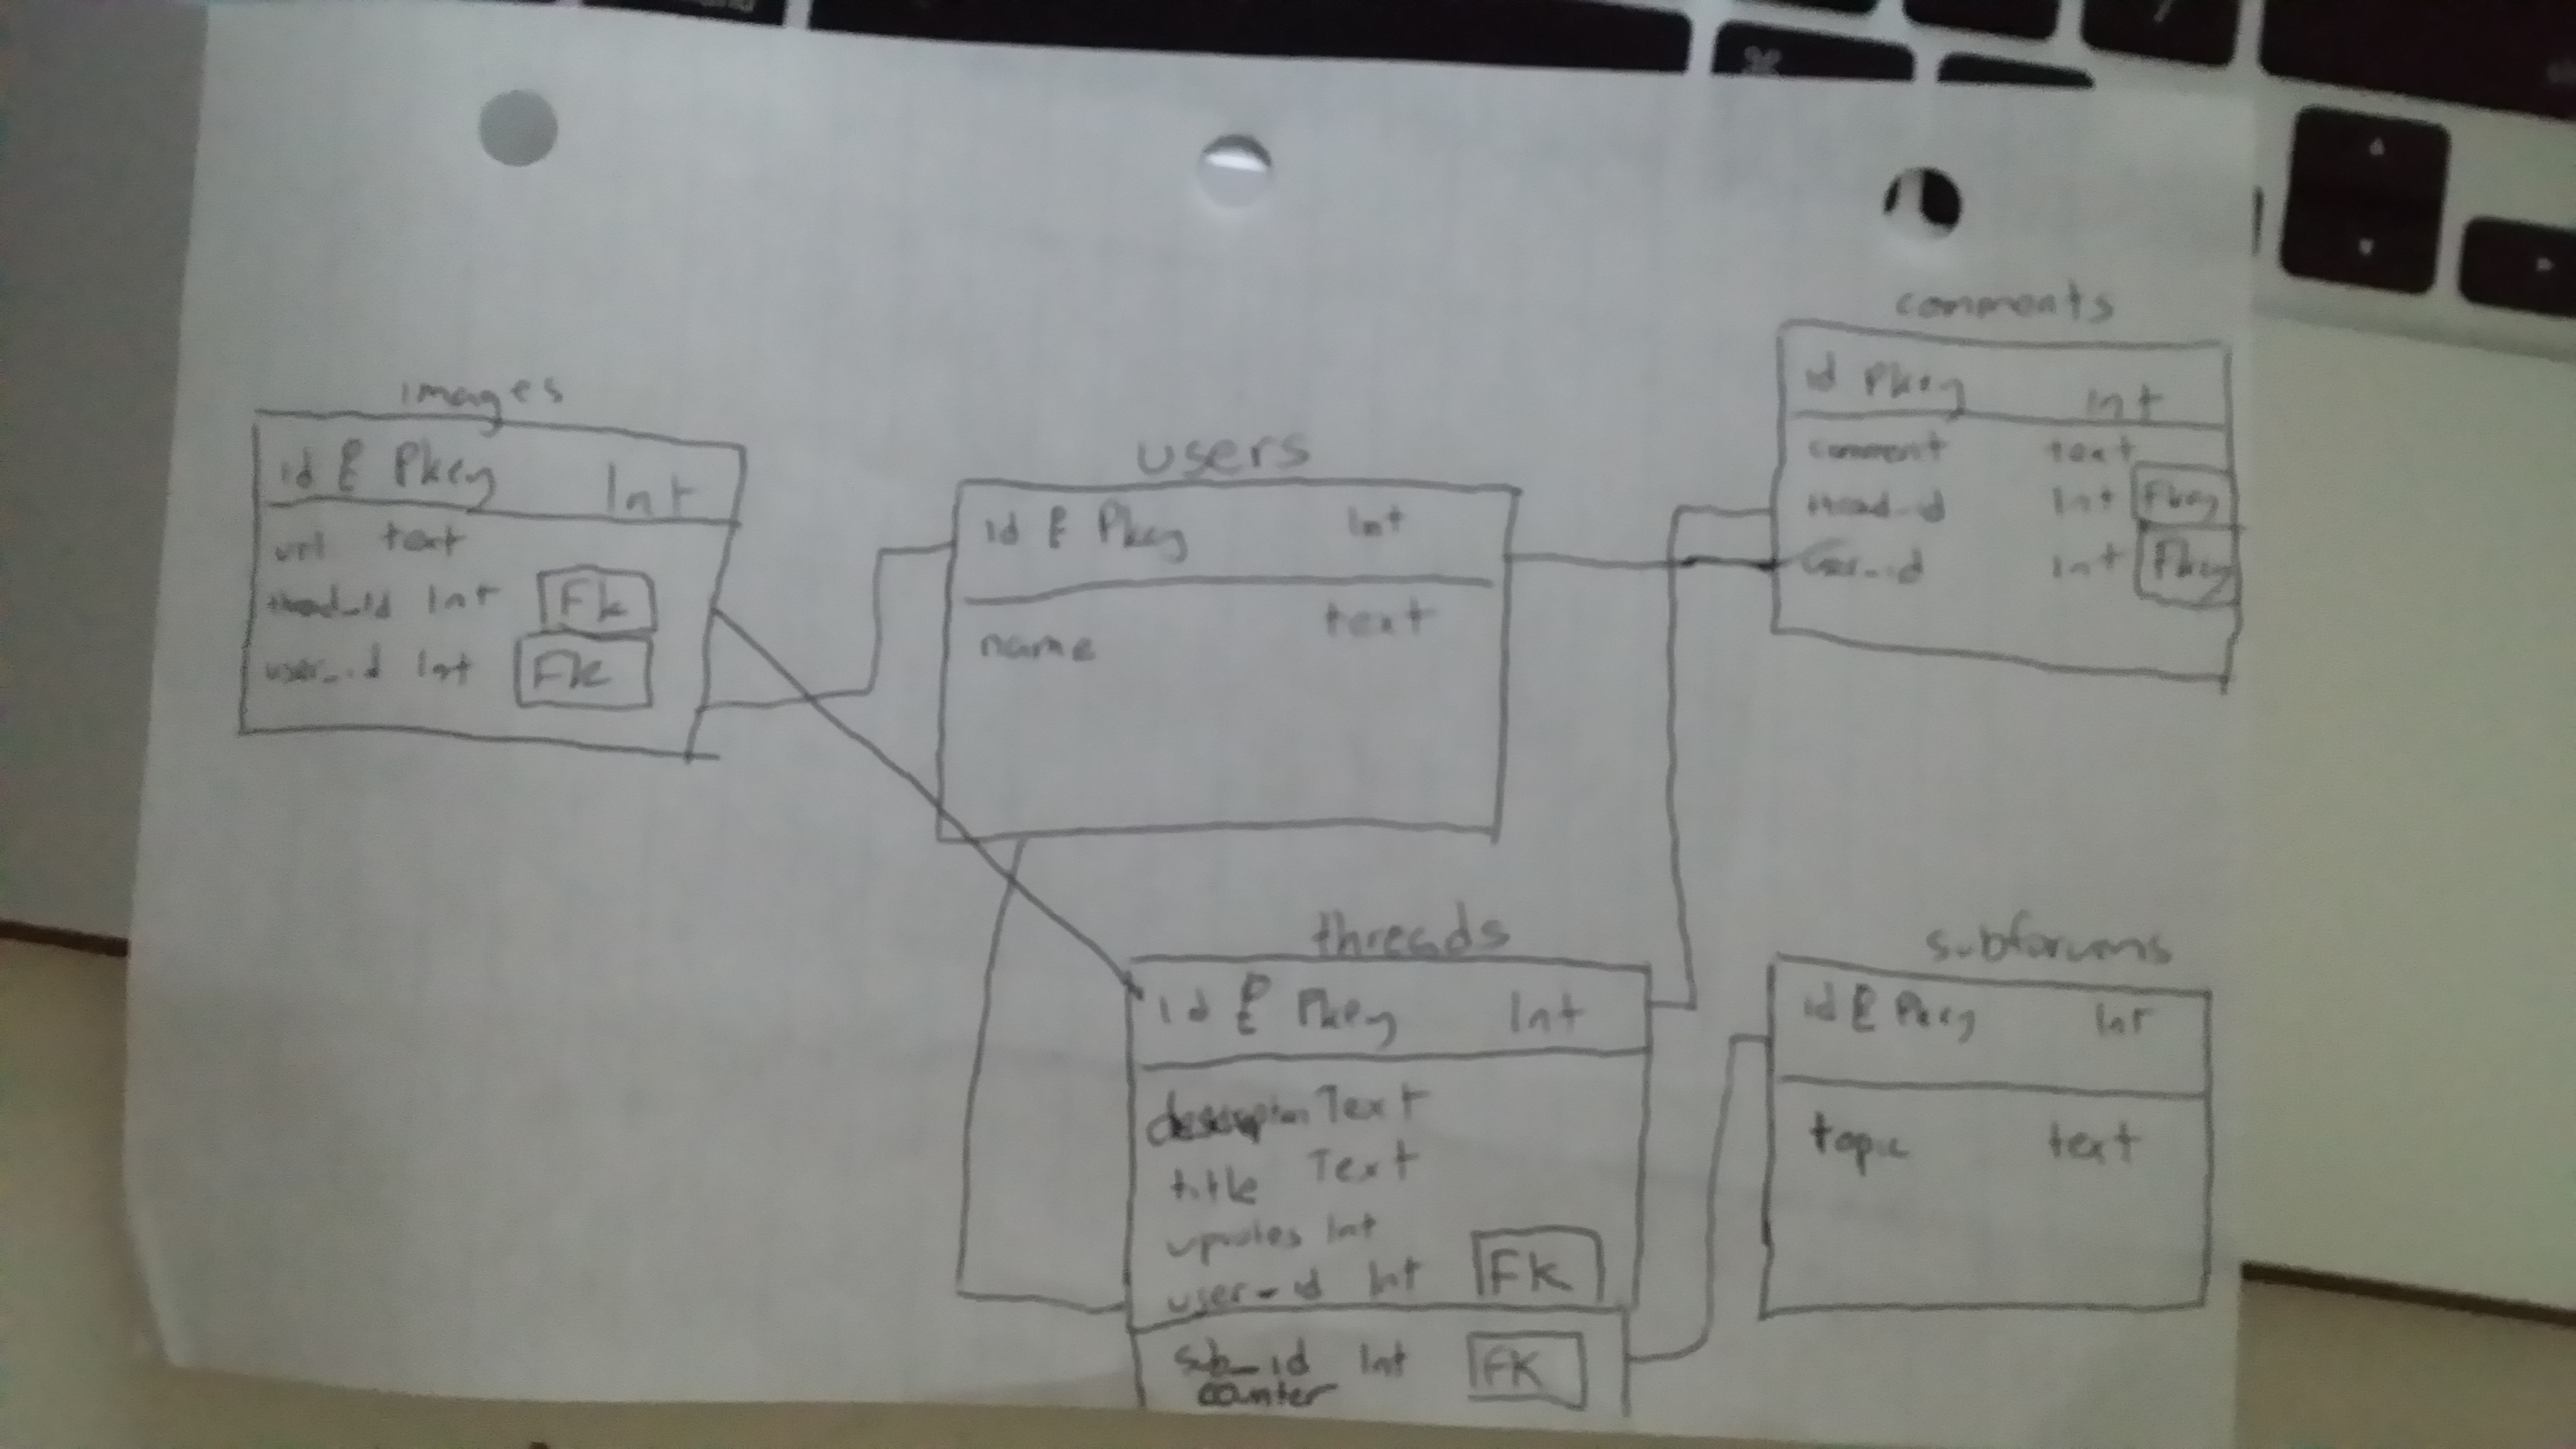 images
id & Pkey Int
url text
thead_id Int Fk
user_id Int Fk
users
id & Pkey Int
name text
comments
id Pkey int
comment text
thead_id Int Fkey
user_id int Fkey
threads
id & Pkey Int
description Text
title Text
upvotes Int
user_id Int FK
sub_id Int FK
counter
subforums
id & Pkey Int
topic text